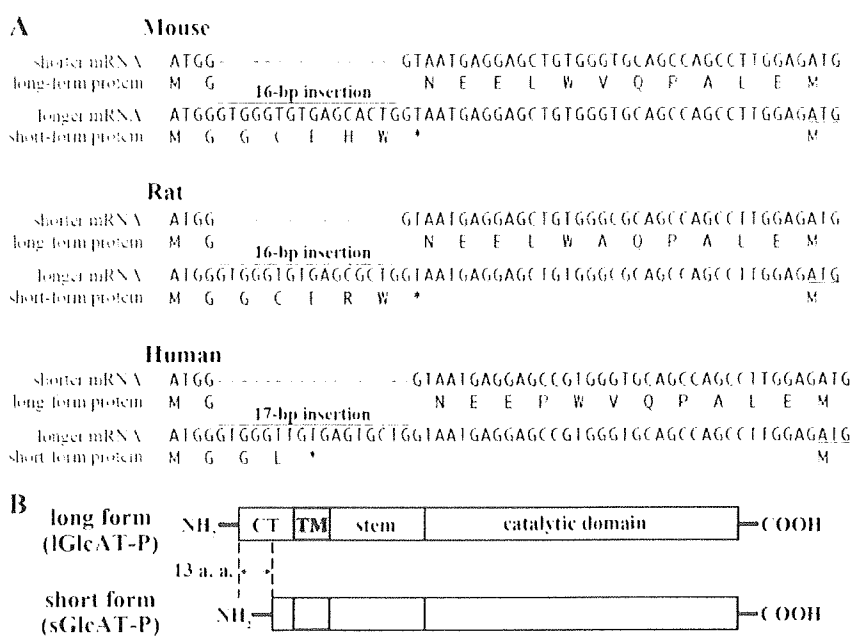 A Mouse
shorter mRNA ATGG- GTAATGAGGAGCTGTGGGTGCAGCCAGCCTTGGAGATG
long-form protein M G N E E L W V Q P A L E M
16-bp insertion
longer mRNA ATGGGTGGGTGTGAGCACTGGTAATGAGGAGCTGTGGGTGCAGCCAGCCTTGGAGATG
short-form protein M G G C E H W * M
Rat
shorter mRNA ATGG GTAATGAGGAGCTGTGGGCGCAGCCAGCCTTGGAGATG
long-form protein M G N E E L W A Q P A L E M
16-bp insertion
longer mRNA ATGGGTGGGTGTGAGCGCTGGTAATGAGGAGCTGTGGGCGCAGCCAGCCTTGGAGATG
short-form protein M G G C E R W * M
Human
shorter mRNA ATGG- GTAATGAGGAGCCGTGGGTGCAGCCAGCCTTGGAGATG
long-form protein M G N E E P W V Q P A L E M
17-bp insertion
longer mRNA ATGGGTGGGTTGTGAGTGCTGGTAATGAGGAGCCGTGGGTGCAGCCAGCCTTGGAGATG
short form protein M G G L * M
B long form NH2 CT TM stem catalytic domain COOH
(lGlcAT-P)
13 a. a.
short form NH2 COOH
(sGlcAT-P)